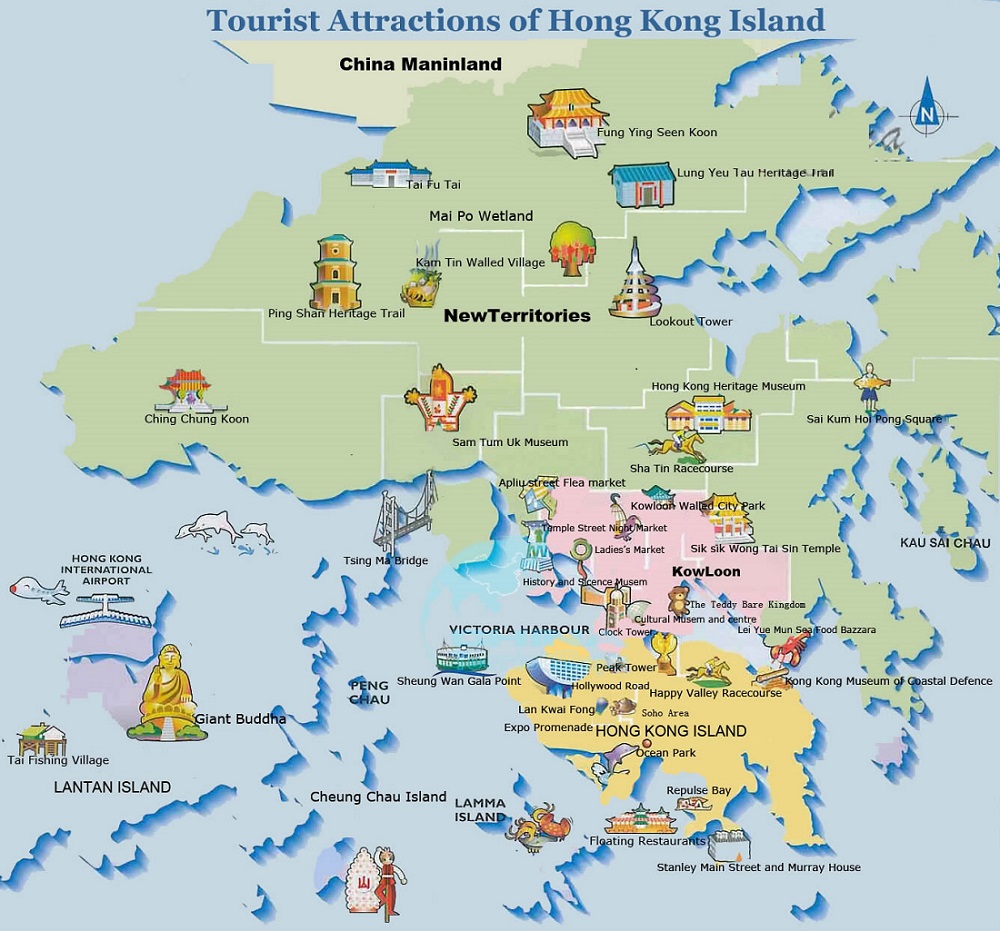 Tourist Attractions of Hong Kong Island
China Maninland
N
Fung Ying Seen Koon
Tai Fu Tai
Lung Yeu Tau Heritage Trail
Mai Po Wetland
Kam Tin Walled Village
Ping Shan Heritage Trail
NewTerritories
Lookout Tower
Hong Kong Heritage Museum
Ching Chung Koon
Sai Kum Hoi Pong Square
Sam Tum Uk Museum
Sha Tin Racecourse
Apliu street Flea market
Kowloon Walled City Park
Temple Street Night Market
Ladies's Market
Sik sik Wong Tai Sin Temple
KAU SAI CHAU
Tsing Ma Bridge
HONG KONG
INTERNATIONAL
AIRPORT
KowLoon
History and Sicence Musem
The Teddy Bare Kingdom
Cultural Musem and centre
VICTORIA HARBOUR
Clock Tower
Lei Yue Mun Sea Food Bazzara
Peak Tower
Sheung Wan Gala Point
Hollywood Road
Kong Kong Museum of Coastal Defence
PENG
CHAU
Happy Valley Racecourse
Lan Kwai Fong
Soho Area
Giant Buddha
Expo Promenade
HONG KONG ISLAND
Ocean Park
Tai Fishing Village
LANTAN ISLAND
Repulse Bay
Cheung Chau Island
LAMMA
ISLAND
Floating Restaurants
Stanley Main Street and Murray House
山